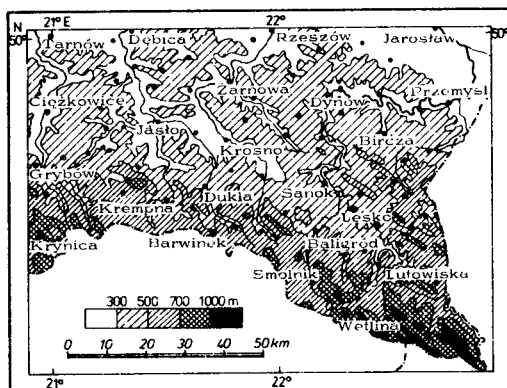 21° E 22°
N
50° 50°
Tarnów Dębica Rzeszów Jarosław
Żarnowa
Ciężkowice Dynów Przemyśl
Jasło Bircza
Krosno
Grybów
Krempna Dukla Sanok
Lesko
Krynica Barwinek Baligród
Smolnik Lutowiska
300 500 700 1000 m
Wetlina
0 10 20 30 40 50 km
21° 22°